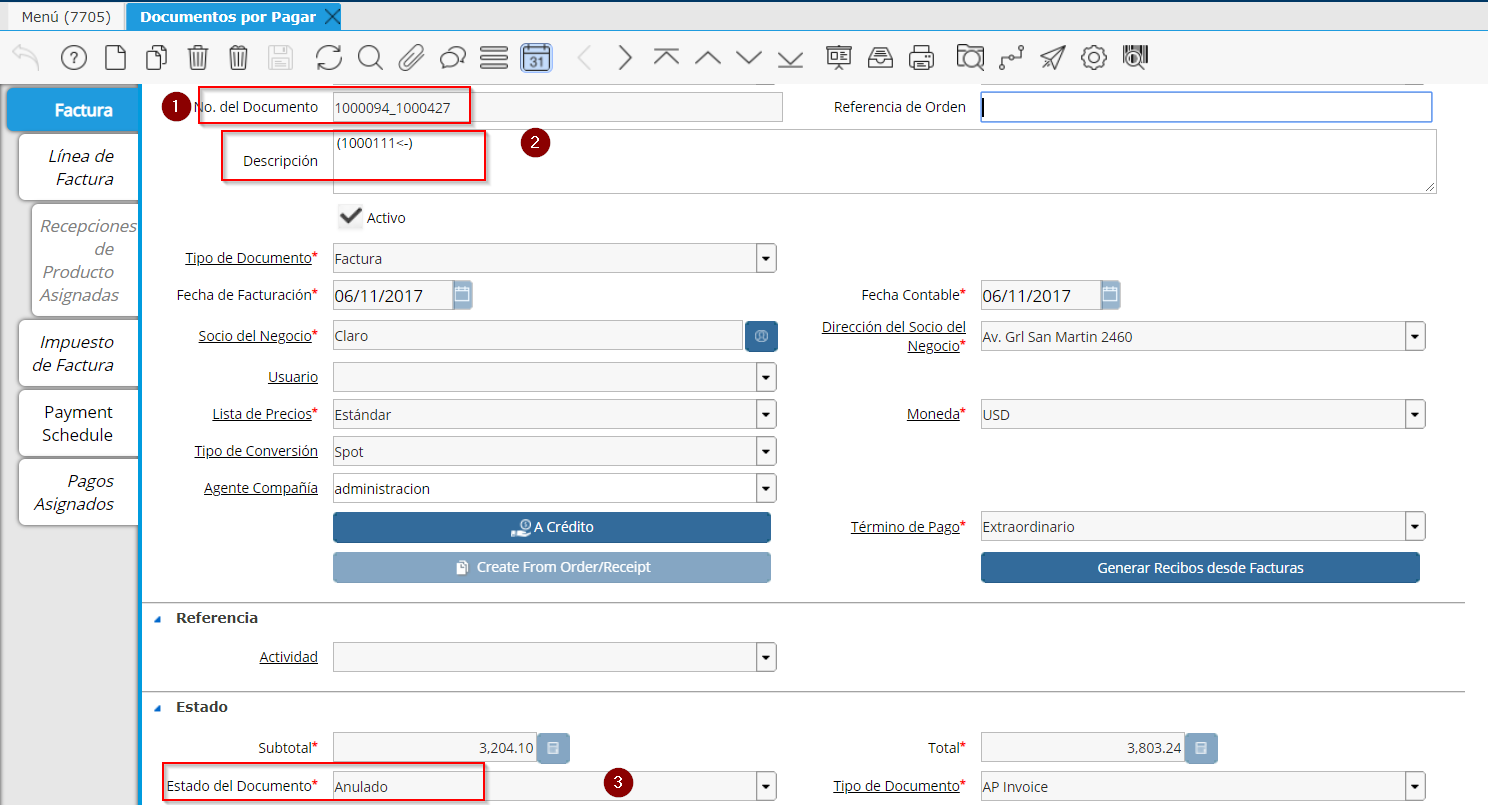 Menú (7705)
Documentos por Pagar
31
Factura
Línea de
Factura
Recepciones
de
Producto
Asignadas
Impuesto
de Factura
Payment
Schedule
Pagos
Asignados
1
No. del Documento 1000094_1000427
Referencia de Orden
Descripción (1000111<-)
2
Activo
Tipo de Documento* Factura
Fecha de Facturación* 06/11/2017
Fecha Contable* 06/11/2017
Socio del Negocio* Claro
Dirección del Socio del
Negocio* Av. Grl San Martin 2460
Usuario
Lista de Precios* Estándar
Moneda* USD
Tipo de Conversión Spot
Agente Compañía administracion
A Crédito
Término de Pago* Extraordinario
Create From Order/Receipt
Generar Recibos desde Facturas
Referencia
Actividad
Estado
Subtotal* 3,204.10
Total* 3,803.24
Estado del Documento* Anulado
3
Tipo de Documento* AP Invoice